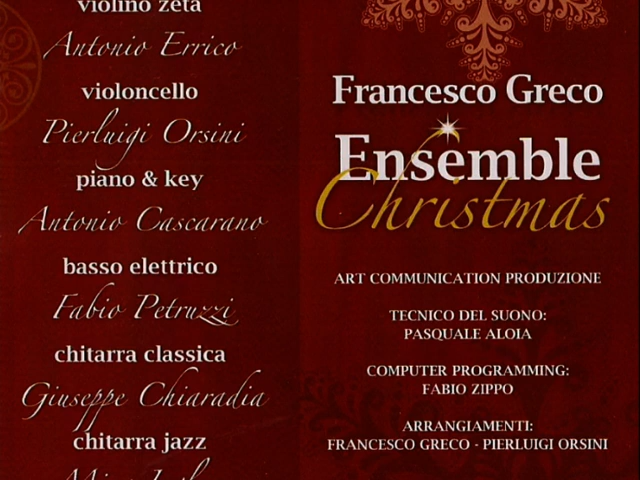 violino zeta
Antonio Errico
violoncello
Pierluigi Orsini
piano & key
Antonio Cascarano
basso elettrico
Fabio Petruzzi
chitarra classica
Giuseppe Chiaradia
chitarra jazz
Francesco Greco
Ensemble
Christmas
ART COMMUNICATION PRODUZIONE
TECNICO DEL SUONO:
PASQUALE ALOIA
COMPUTER PROGRAMMING:
FABIO ZIPPO
ARRANGIAMENTI:
FRANCESCO GRECO - PIERLUIGI ORSINI